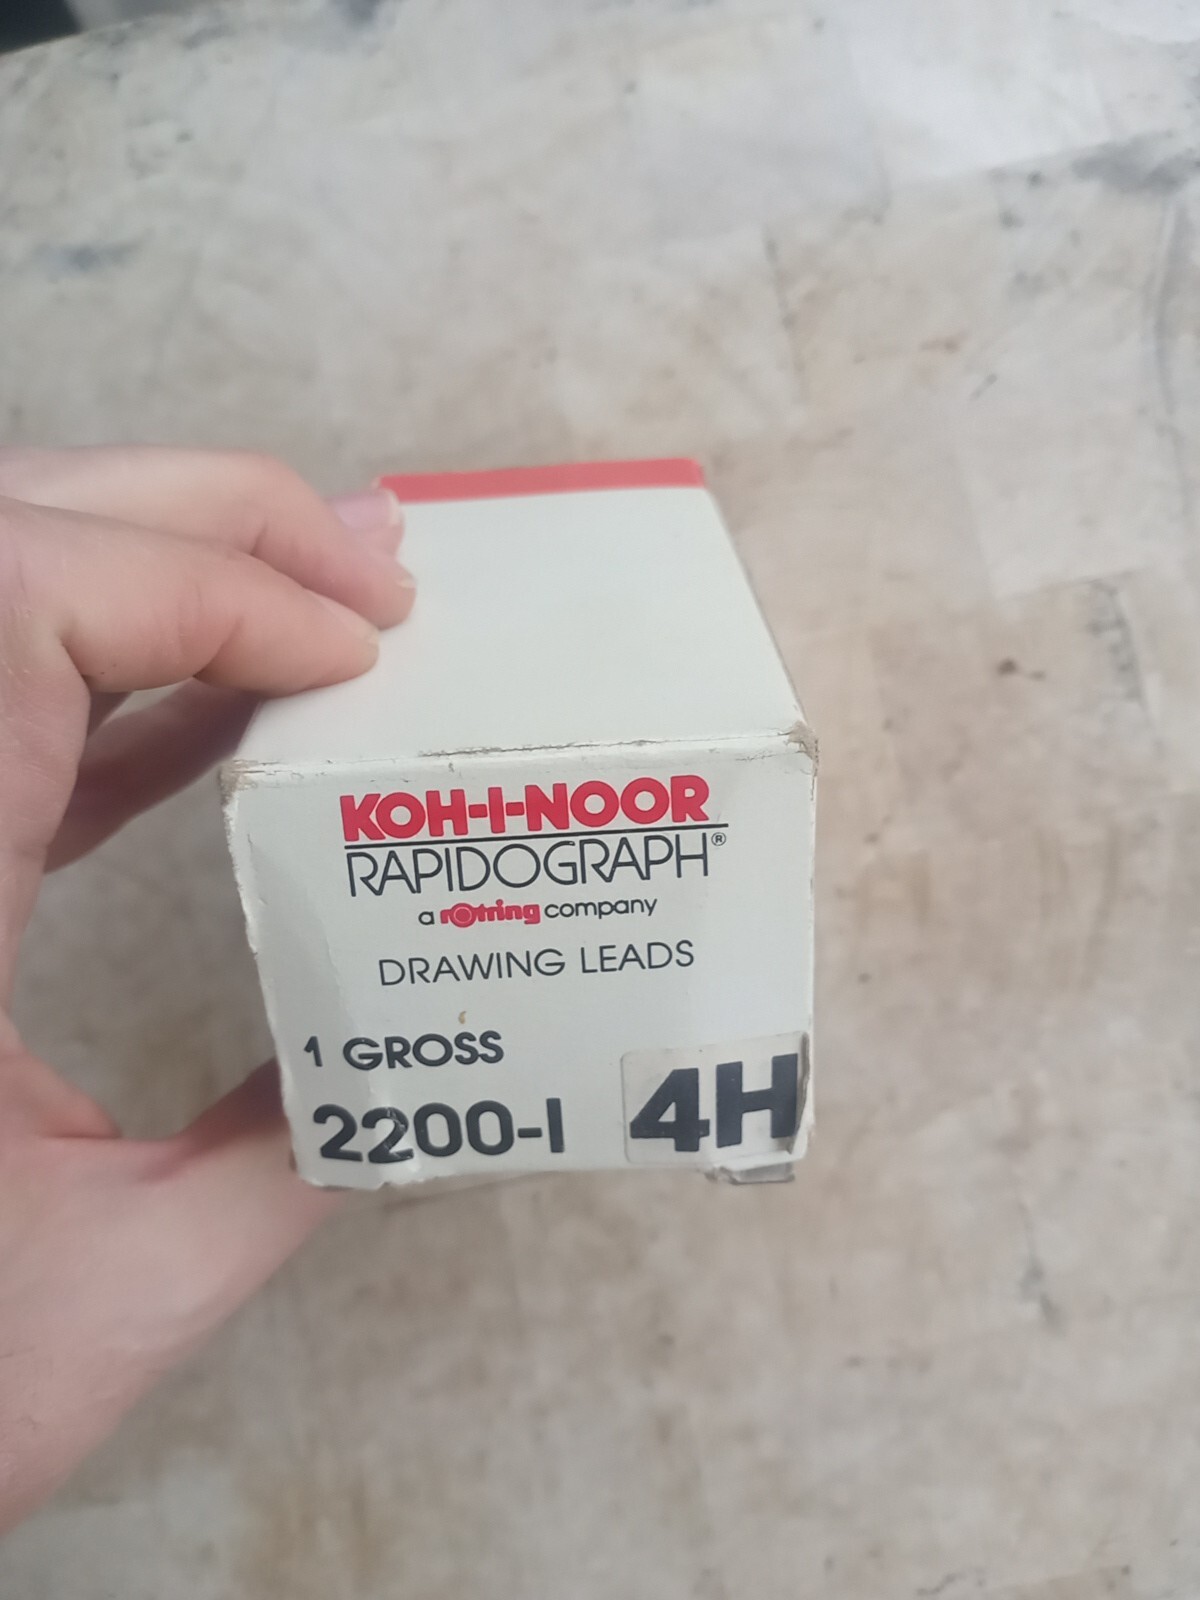 KOH-I-NOOR
RAPIDOGRAPH®
a rotring company
DRAWING LEADS
1 GROSS
2200-I 4H